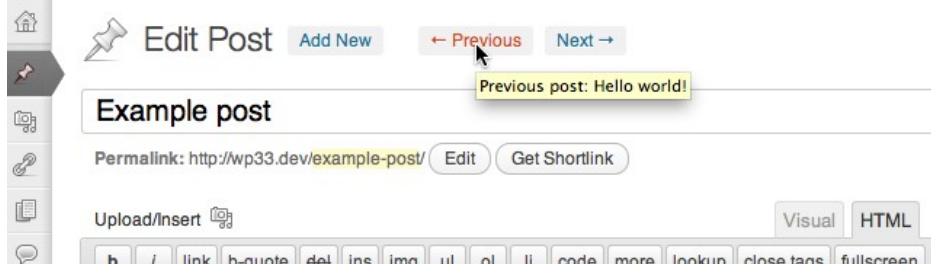 Edit Post Add New ← Previous Next →
Previous post: Hello world!
Example post
Permalink: http://wp33.dev/example-post/ Edit Get Shortlink
Upload/Insert Visual HTML
b i link b-quote del ins img ul ol li code more lookup close tags fullscreen